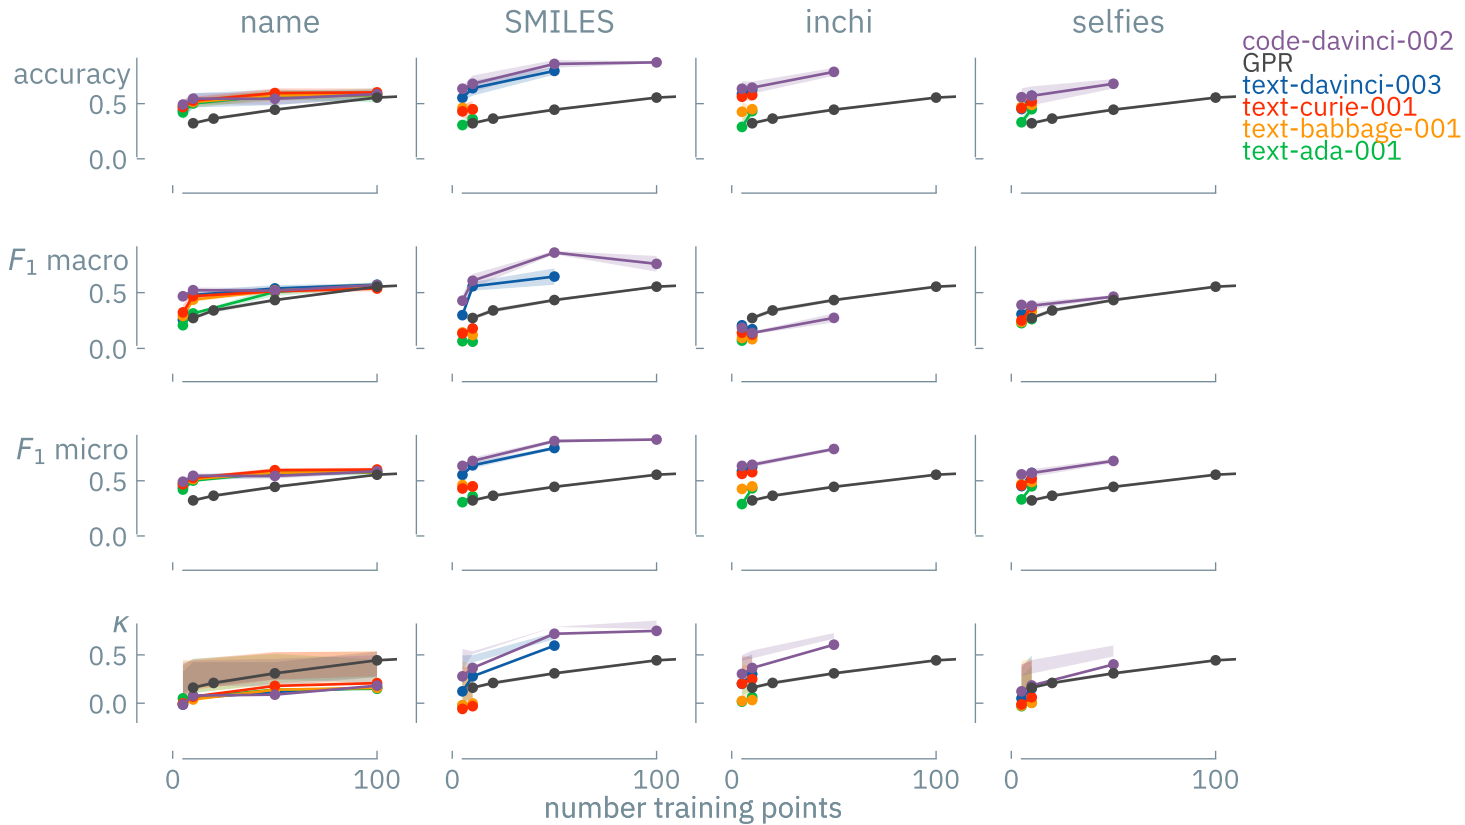 name SMILES inchi selfies
code-davinci-002
GPR
text-davinci-003
text-curie-001
text-babbage-001
text-ada-001
accuracy
0.5
0.0
F₁ macro
0.5
0.0
F₁ micro
0.5
0.0
κ
0.5
0.0
0 100 0 100 0 100 0 100
number training points